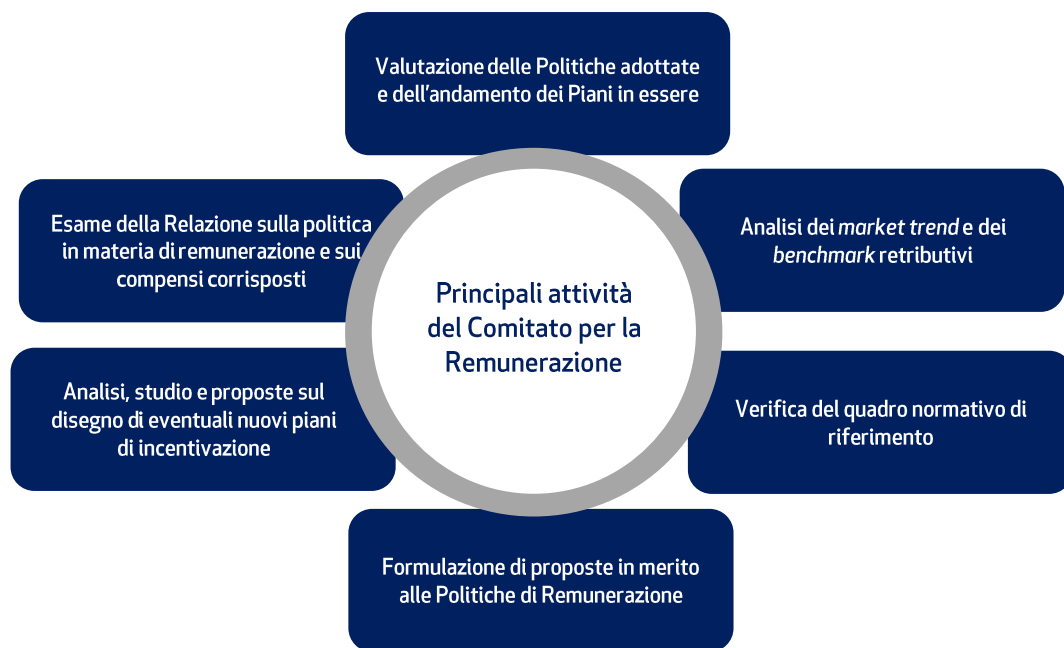 Valutazione delle Politiche adottate
e dell'andamento dei Piani in essere
Analisi dei market trend e dei
benchmark retributivi
Verifica del quadro normativo di
riferimento
Formulazione di proposte in merito
alle Politiche di Remunerazione
Analisi, studio e proposte sul
disegno di eventuali nuovi piani
di incentivazione
Esame della Relazione sulla politica
in materia di remunerazione e sui
compensi corrisposti
Principali attività
del Comitato per la
Remunerazione